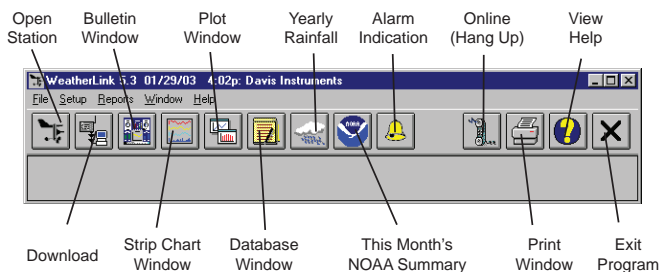 Open Station
Bulletin Window
Plot Window
Yearly Rainfall
Alarm Indication
Online (Hang Up)
View Help
WeatherLink 5.3 01/29/03 4:02p: Davis Instruments
File Setup Reports Window Help
NOAA
Download
Strip Chart Window
Database Window
This Month's NOAA Summary
Print Window
Exit Program